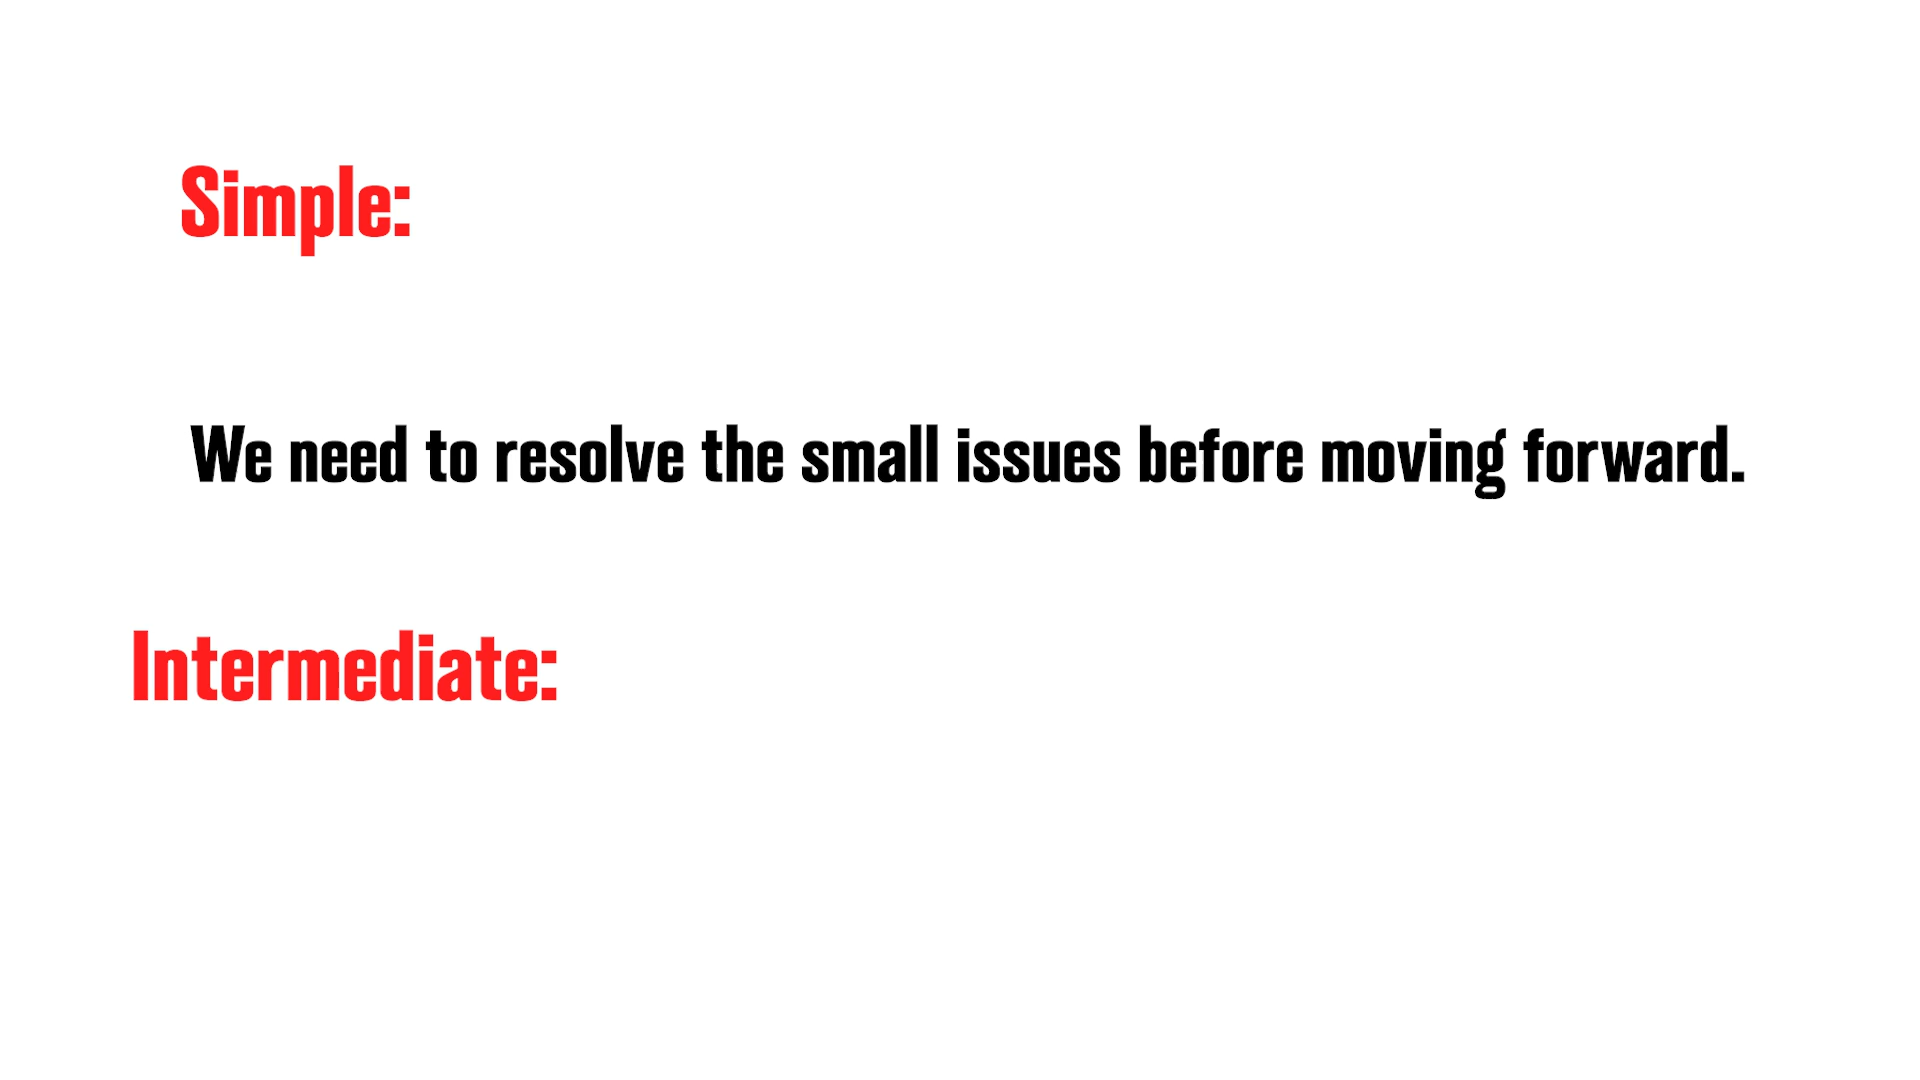 Simple:
We need to resolve the small issues before moving forward.
Intermediate: